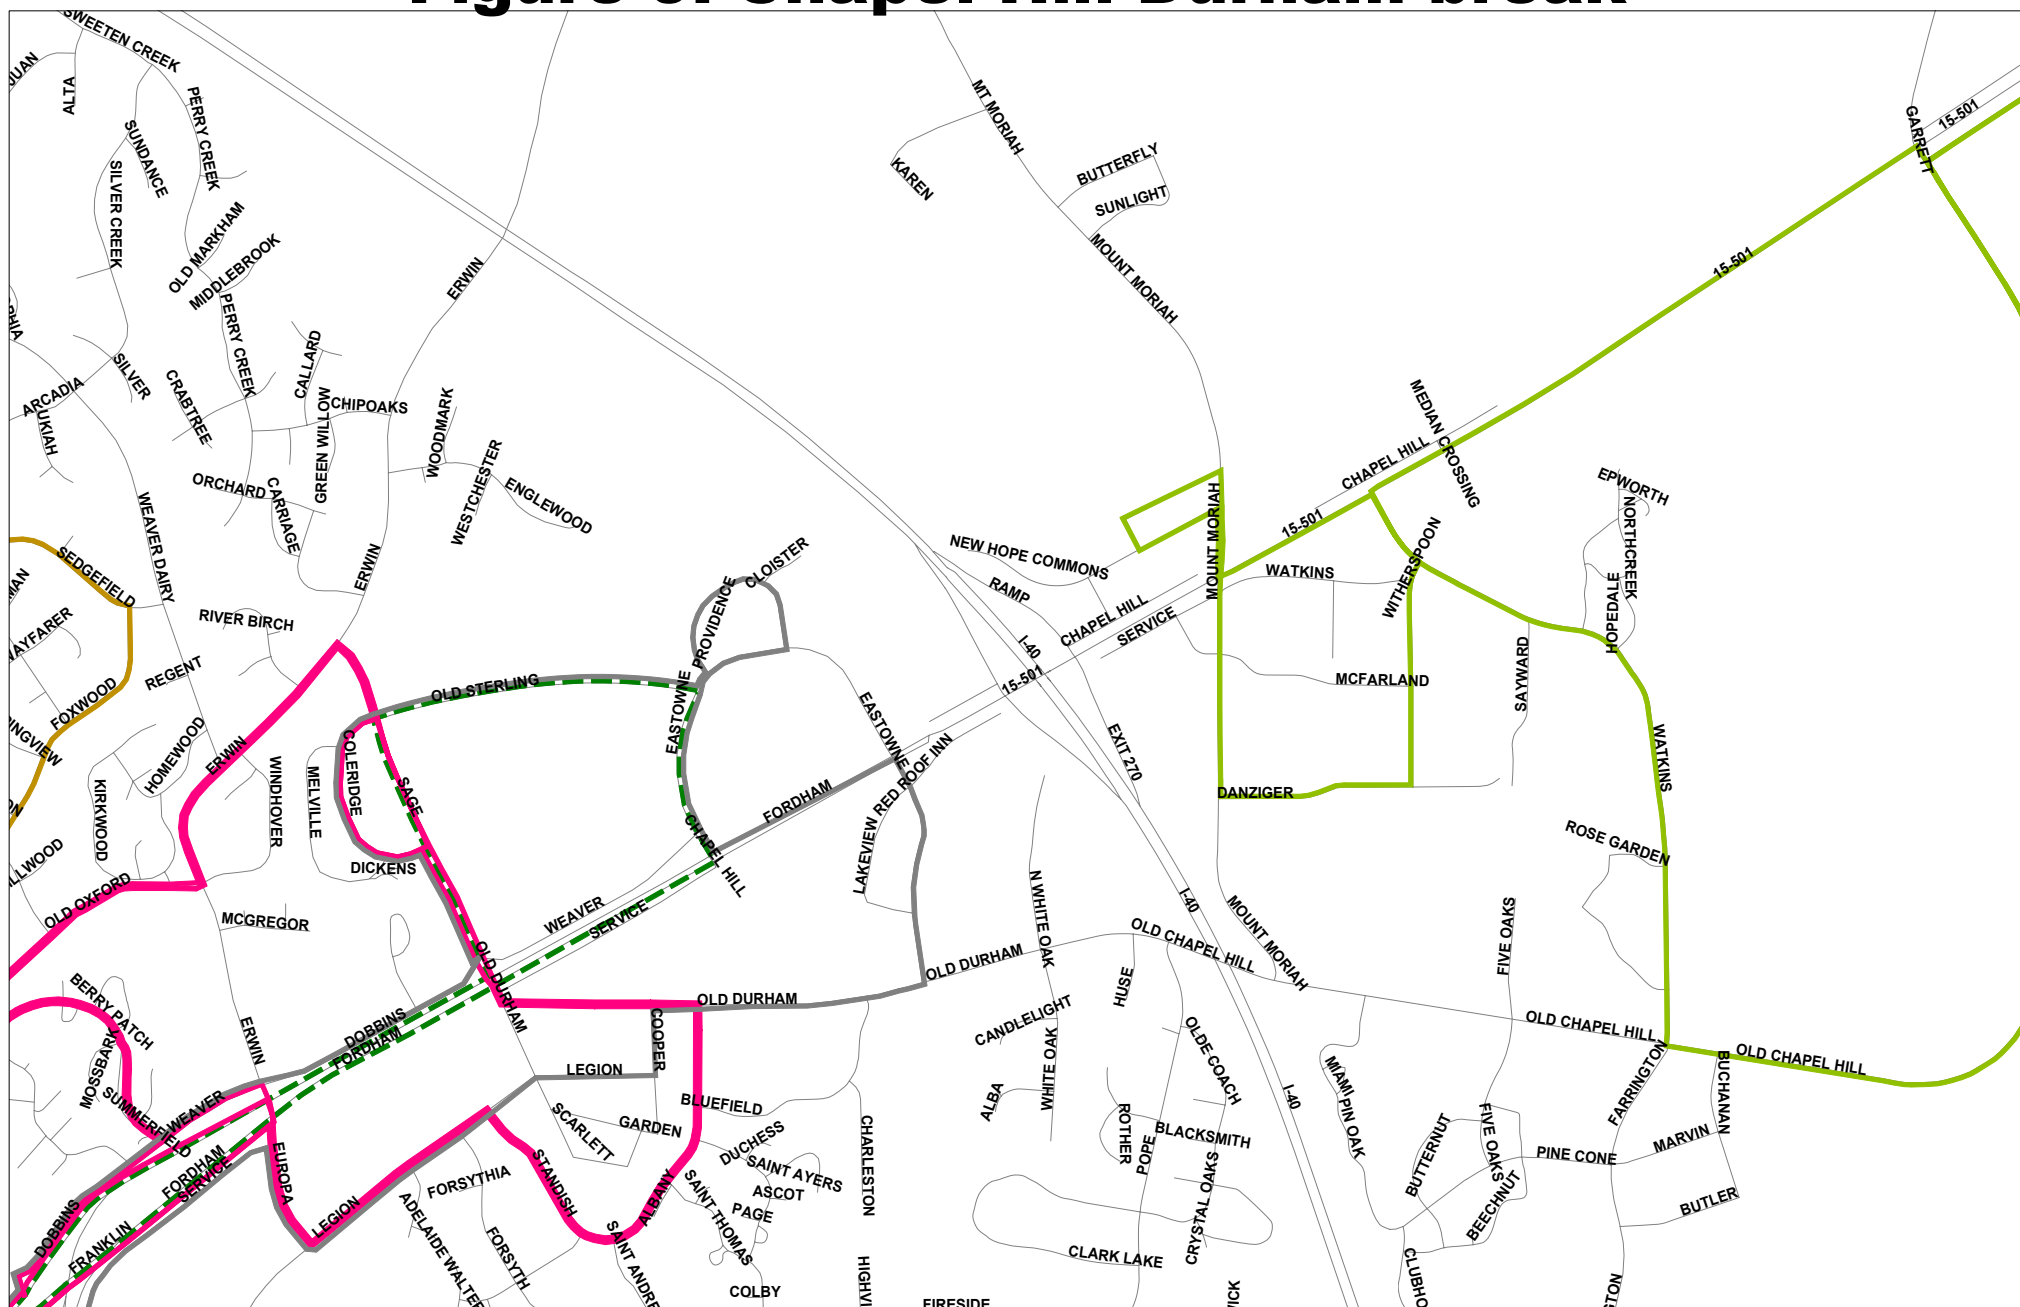 SWEETEN CREEK
JUAN
ALTA
PERRY CREEK
SUNDANCE
SILVER CREEK
OLD MARKHAM
MIDDLEBROOK
PERRY CREEK
ERWIN
MT MORIAH
KAREN
BUTTERFLY
SUNLIGHT
MOUNT MORIAH
GARRETT
15-501
15-501
ARCADIA
SILVER
UKIAH
CRABTREE
CALLARD
GREEN WILLOW
CHIPOAKS
WOODMARK
WESTCHESTER
ENGLEWOOD
ORCHARD
CARRIAGE
WEAVER DAIRY
ERWIN
MEDIAN CROSSING
CHAPEL HILL
15-501
MOUNT MORIAH
EPWORTH
NORTHCREEK
HOPEDALE
WITHERSPOON
WATKINS
NEW HOPE COMMONS
RAMP
CHAPEL HILL
SERVICE
I-40
15-501
SEDGEFIELD
FOXWOOD
RIVER BIRCH
REGENT
HOMEWOOD
KIRKWOOD
ERWIN
WINDHOVER
MELVILLE
COLERIDGE
SAGE
DICKENS
OLD STERLING
EASTOWNE
PROVIDENCE
CLOISTER
EASTOWNE
FORDHAM
CHAPEL HILL
LAKEVIEW
RED ROOF INN
EXIT 270
MCFARLAND
SAYWARD
WATKINS
DANZIGER
ROSE GARDEN
OLD OXFORD
MCGREGOR
WEAVER
SERVICE
OLD DURHAM
OLD DURHAM
OLD DURHAM
N WHITE OAK
OLD CHAPEL HILL
I-40
MOUNT MORIAH
FIVE OAKS
OLD CHAPEL HILL
OLD CHAPEL HILL
BERRY PATCH
MOSSBARK
SUMMERFIELD
WEAVER
ERWIN
DOBBINS
FORDHAM
COOPER
LEGION
CANDLELIGHT
HUSE
WHITE OAK
ALBA
OLDE COACH
MIAMI
PIN OAK
FARRINGTON
BUCHANAN
BLUEFIELD
GARDEN
SCARLETT
DUCHESS
SAINT AYERS
ASCOT
PAGE
SAINT THOMAS
CHARLESTON
ROTHER
POPE
BLACKSMITH
I-40
BUTTERNUT
FIVE OAKS
BEECHNUT
PINE CONE
MARVIN
BUTLER
FORDHAM
SERVICE
EUROPA
LEGION
FORSYTHIA
STANDISH
ALBANY
DOBBINS
FRANKLIN
FORSYTH
COLBY
CLARK LAKE
CRYSTAL OAKS
FIRESIDE